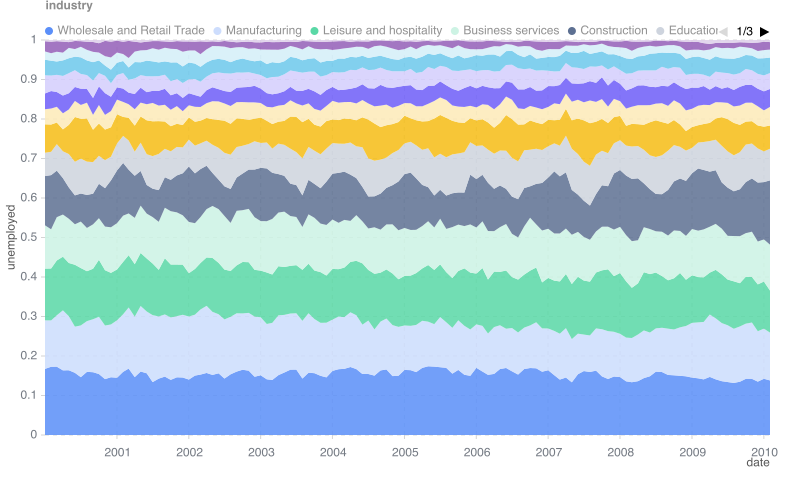 industry
Wholesale and Retail Trade Manufacturing Leisure and hospitality Business services Construction 1/3
1
0.9
0.8
0.7
0.6
0.5
0.4
0.3
0.2
0.1
0
unemployed
2001 2002 2003 2004 2005 2006 2007 2008 2009 2010
date